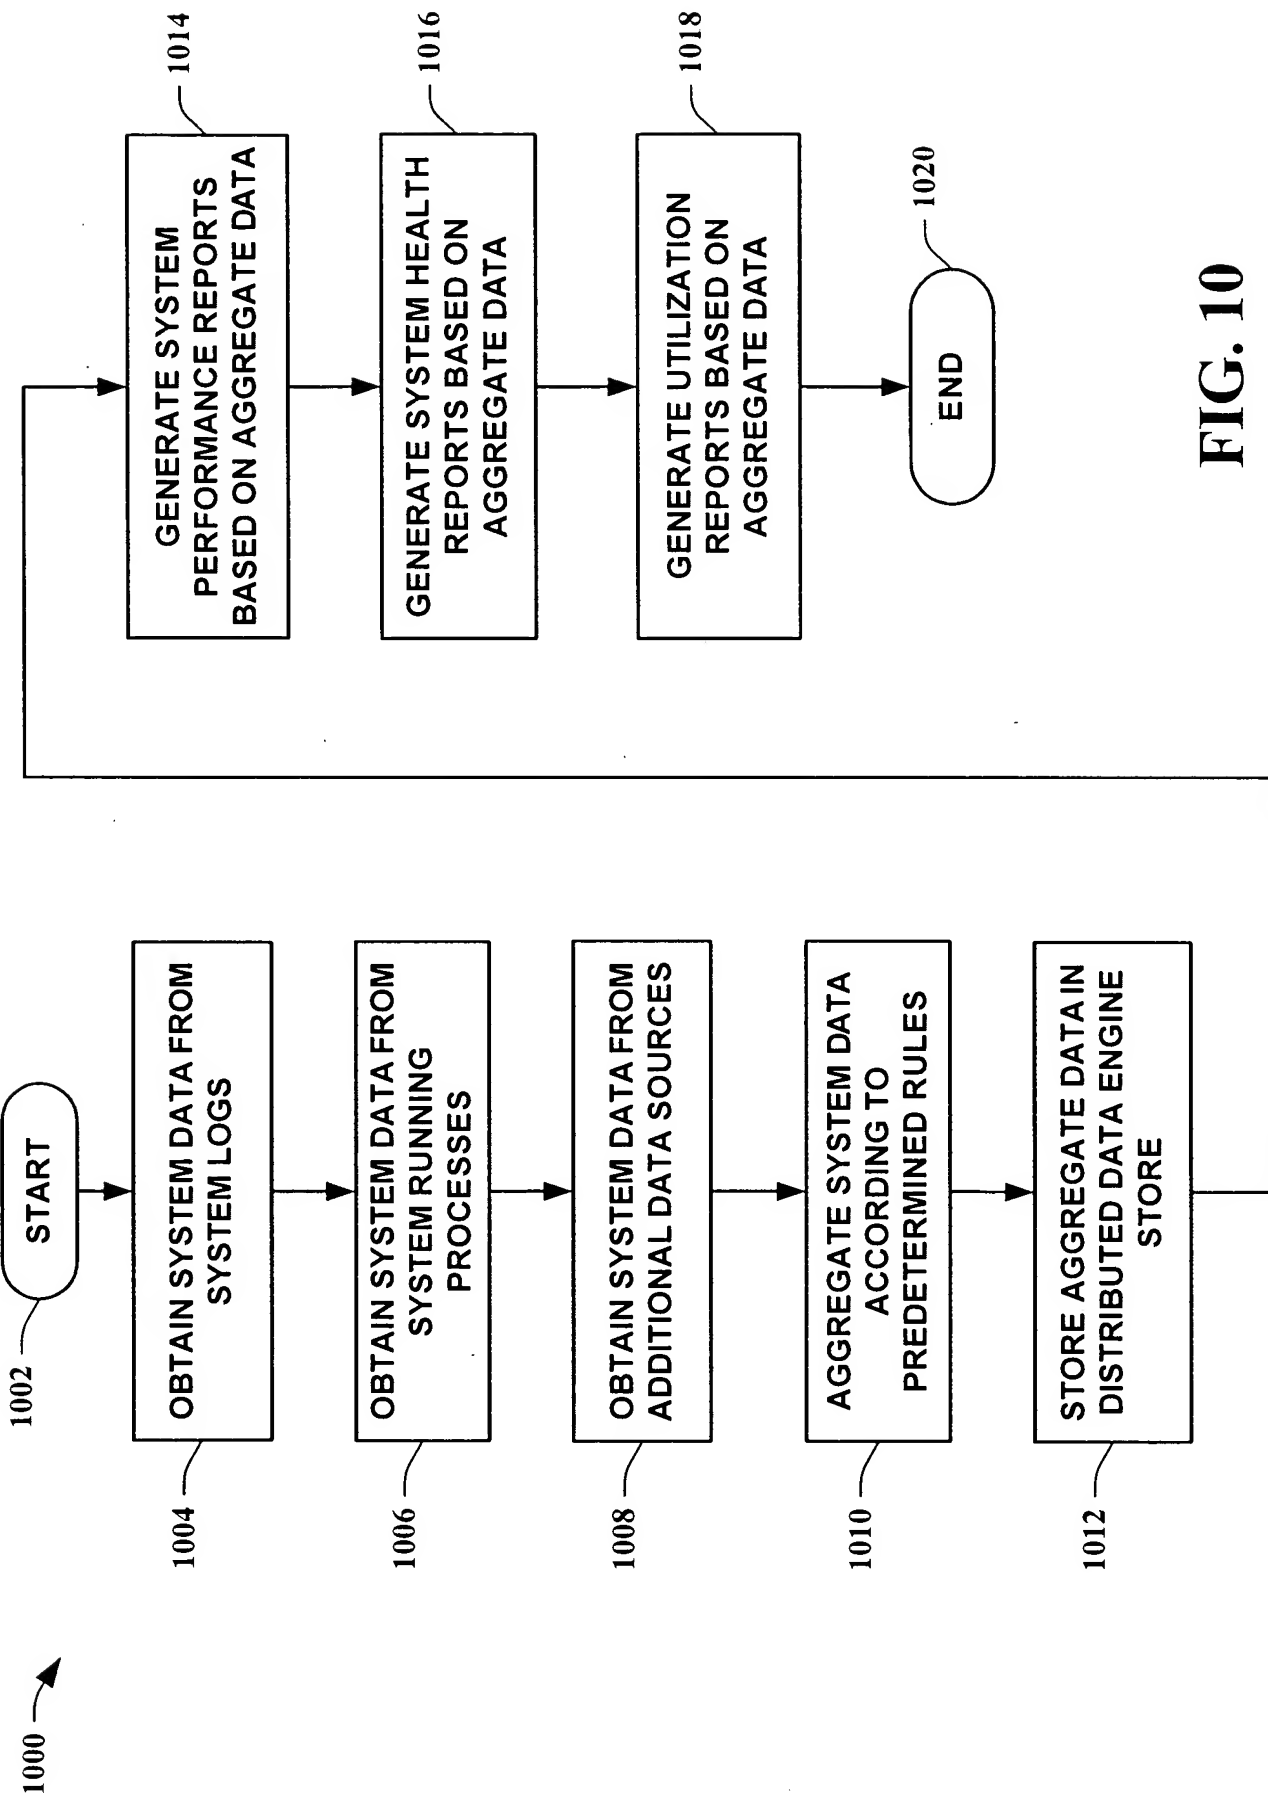 1000
START
1002
OBTAIN SYSTEM DATA FROM
SYSTEM LOGS
1004
OBTAIN SYSTEM DATA FROM
SYSTEM RUNNING
PROCESSES
1006
OBTAIN SYSTEM DATA FROM
ADDITIONAL DATA SOURCES
1008
AGGREGATE SYSTEM DATA
ACCORDING TO
PREDETERMINED RULES
1010
STORE AGGREGATE DATA IN
DISTRIBUTED DATA ENGINE
STORE
1012
GENERATE SYSTEM
PERFORMANCE REPORTS
BASED ON AGGREGATE DATA
1014
GENERATE SYSTEM HEALTH
REPORTS BASED ON
AGGREGATE DATA
1016
GENERATE UTILIZATION
REPORTS BASED ON
AGGREGATE DATA
1018
END
1020
FIG. 10